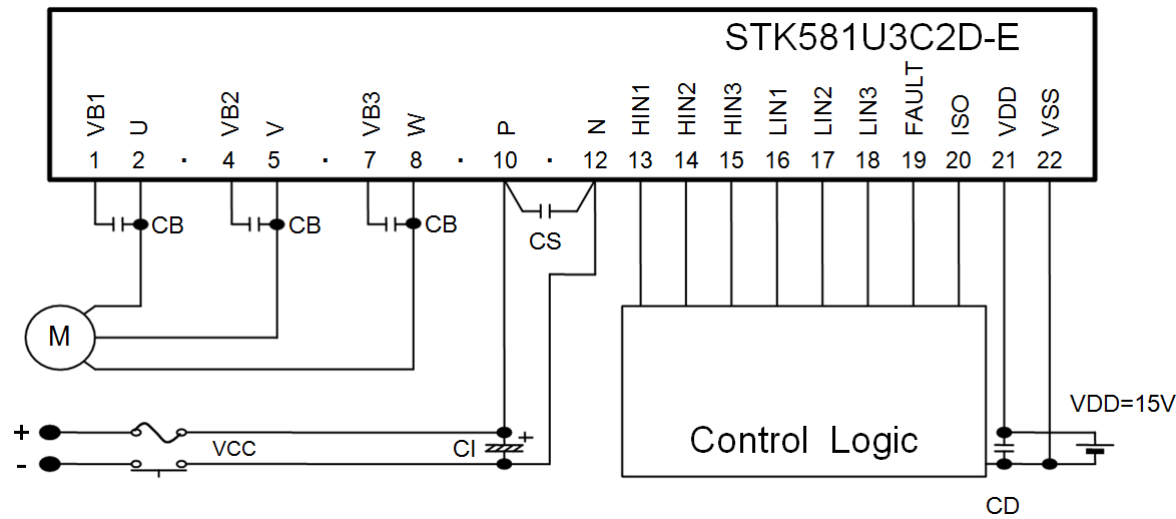 STK581U3C2D-E
VB1 U VB2 V VB3 W P N HIN1 HIN2 HIN3 LIN1 LIN2 LIN3 FAULT ISO VDD VSS
1 2 · 4 5 · 7 8 · 10 · 12 13 14 15 16 17 18 19 20 21 22
CB CB CB CS
M
VDD=15V
+ VCC CI +
-
Control Logic
CD